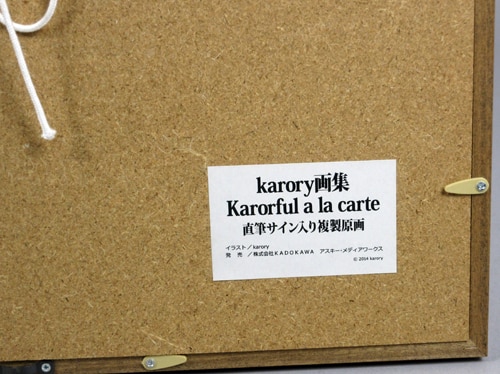 karory画集
Karorful a la carte
直筆サイン入り複製原画
イラスト／karory
発　売　／株式会社ＫＡＤＯＫＡＷＡ　アスキー・メディアワークス
© 2014 karory